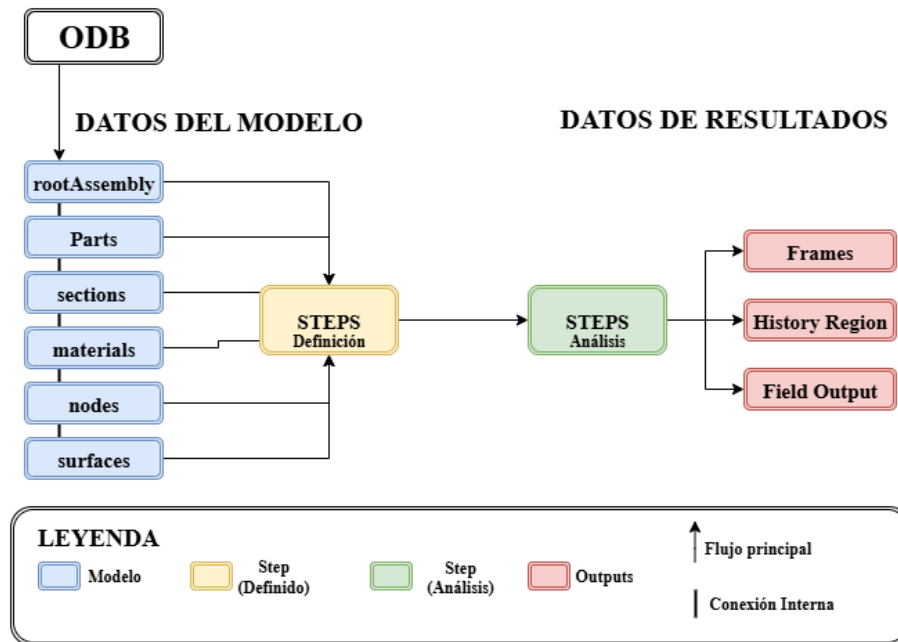 ODB
DATOS DEL MODELO
DATOS DE RESULTADOS
rootAssembly
Parts
sections
materials
nodes
surfaces
STEPS
Definición
STEPS
Análisis
Frames
History Region
Field Output
LEYENDA
Modelo
Step
(Definido)
Step
(Análisis)
Outputs
Flujo principal
Conexión Interna